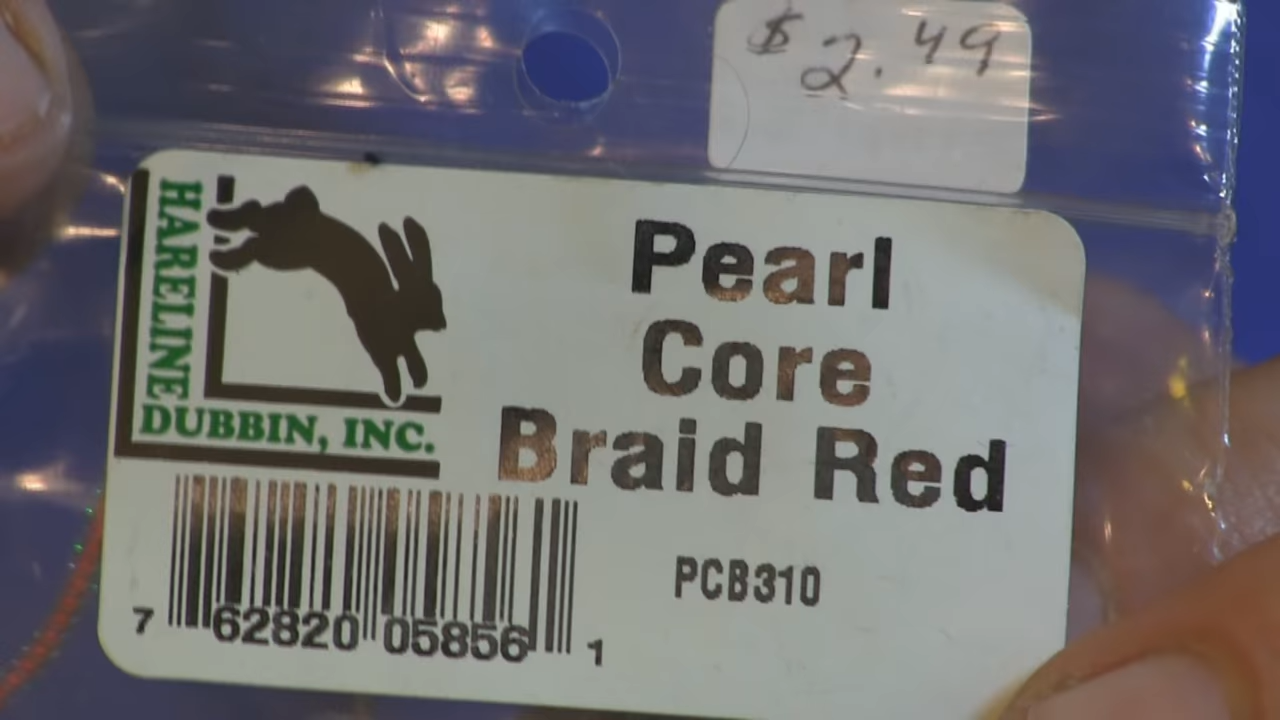 $2.49
HARELINE
DUBBIN, INC.
Pearl
Core
Braid Red
PCB310
7 62820 05856 1